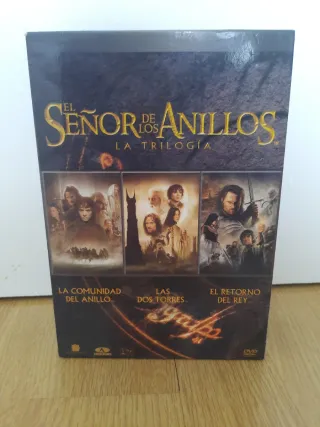 EL
SEÑOR DE LOS ANILLOS
LA TRILOGÍA
LA COMUNIDAD
DEL ANILLO
LAS
DOS TORRES
EL RETORNO
DEL REY
DVD